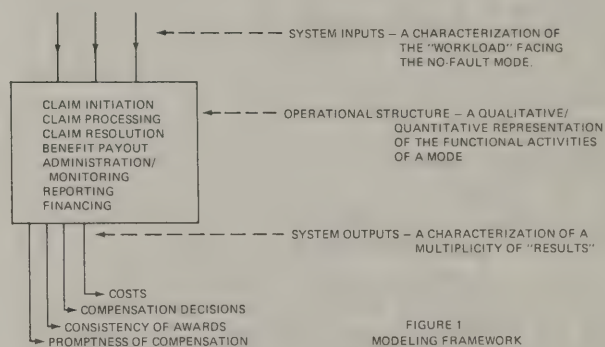 SYSTEM INPUTS – A CHARACTERIZATION OF
THE "WORKLOAD" FACING
THE NO-FAULT MODE.
CLAIM INITIATION
CLAIM PROCESSING
CLAIM RESOLUTION
BENEFIT PAYOUT
ADMINISTRATION/
MONITORING
REPORTING
FINANCING
OPERATIONAL STRUCTURE – A QUALITATIVE/
QUANTITATIVE REPRESENTATION
OF THE FUNCTIONAL ACTIVITIES
OF A MODE
SYSTEM OUTPUTS – A CHARACTERIZATION OF A
MULTIPLICITY OF "RESULTS"
COSTS
COMPENSATION DECISIONS
CONSISTENCY OF AWARDS
PROMPTNESS OF COMPENSATION
FIGURE 1
MODELING FRAMEWORK